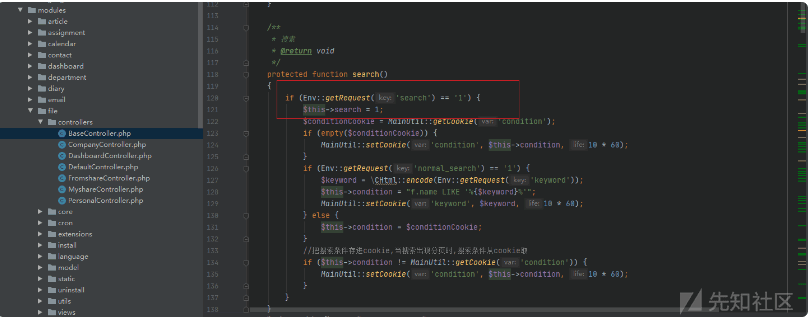 modules
article
assignment
calendar
contact
dashboard
department
diary
email
file
controllers
BaseController.php
CompanyController.php
DashboardController.php
DefaultController.php
FromshareController.php
MyshareController.php
PersonalController.php
core
cron
extensions
install
language
model
static
uninstall
utils
views
112 }
113
114 /**
115 * 搜索
116 * @return void
117 */
118 protected function search()
119 {
120 if (Env::getRequest( key: 'search') == '1') {
121 $this->search = 1;
122 $conditionCookie = MainUtil::getCookie( var: 'condition');
123 if (empty($conditionCookie)) {
124 MainUtil::setCookie( var: 'condition', $this->condition, life: 10 * 60);
125 }
126 if (Env::getRequest( key: 'normal_search') == '1') {
127 $keyword = \CHtml::encode(Env::getRequest( key: 'keyword'));
128 $this->condition = "f.name LIKE '%{$keyword}%'";
129 MainUtil::setCookie( var: 'keyword', $keyword, life: 10 * 60);
130 } else {
131 $this->condition = $conditionCookie;
132 }
133 //把搜索条件存进cookie,当搜索出现分页时,搜索条件从cookie取
134 if ($this->condition != MainUtil::getCookie( var: 'condition')) {
135 MainUtil::setCookie( var: 'condition', $this->condition, life: 10 * 60);
136 }
137 }
138 }
先知社区